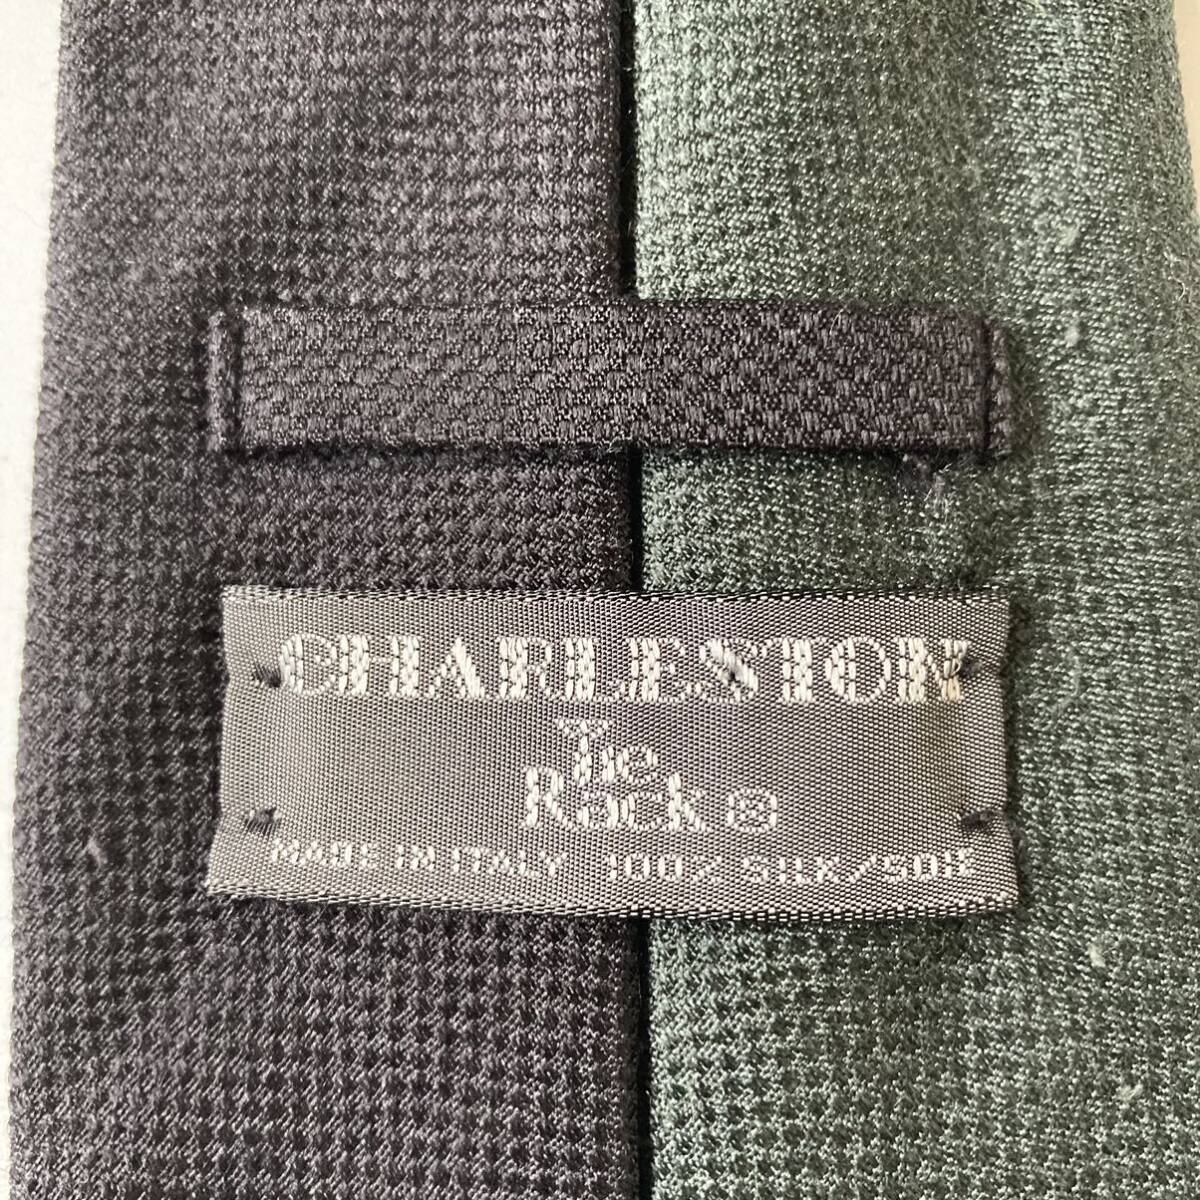 CHARLESTON
Tie
Rack ®
MADE IN ITALY 100% SILK/SOIE